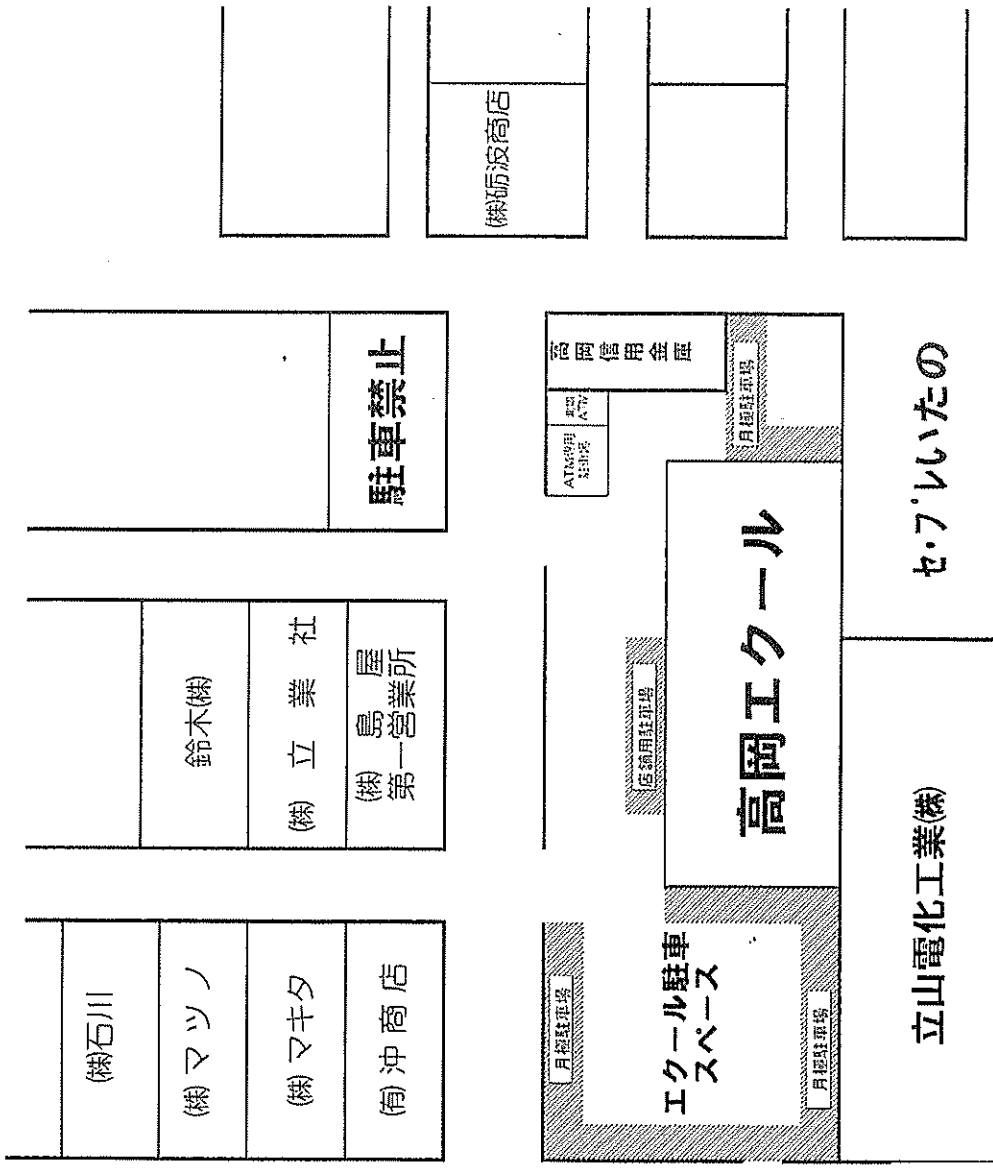 (株)石川
(株)マツノ
(株)マキタ
(有)沖商店
鈴木(株)
(株)立業社
(株)島屋
第一営業所
駐車禁止
(株)砺波商店
月極駐車場
エクール駐車
スペース
月極駐車場
店舗用駐車場
高岡エクール
ATM専用
駐車場
ATM
高岡信用金庫
月極駐車場
立山電化工業(株)
セ・フ゛レいたの